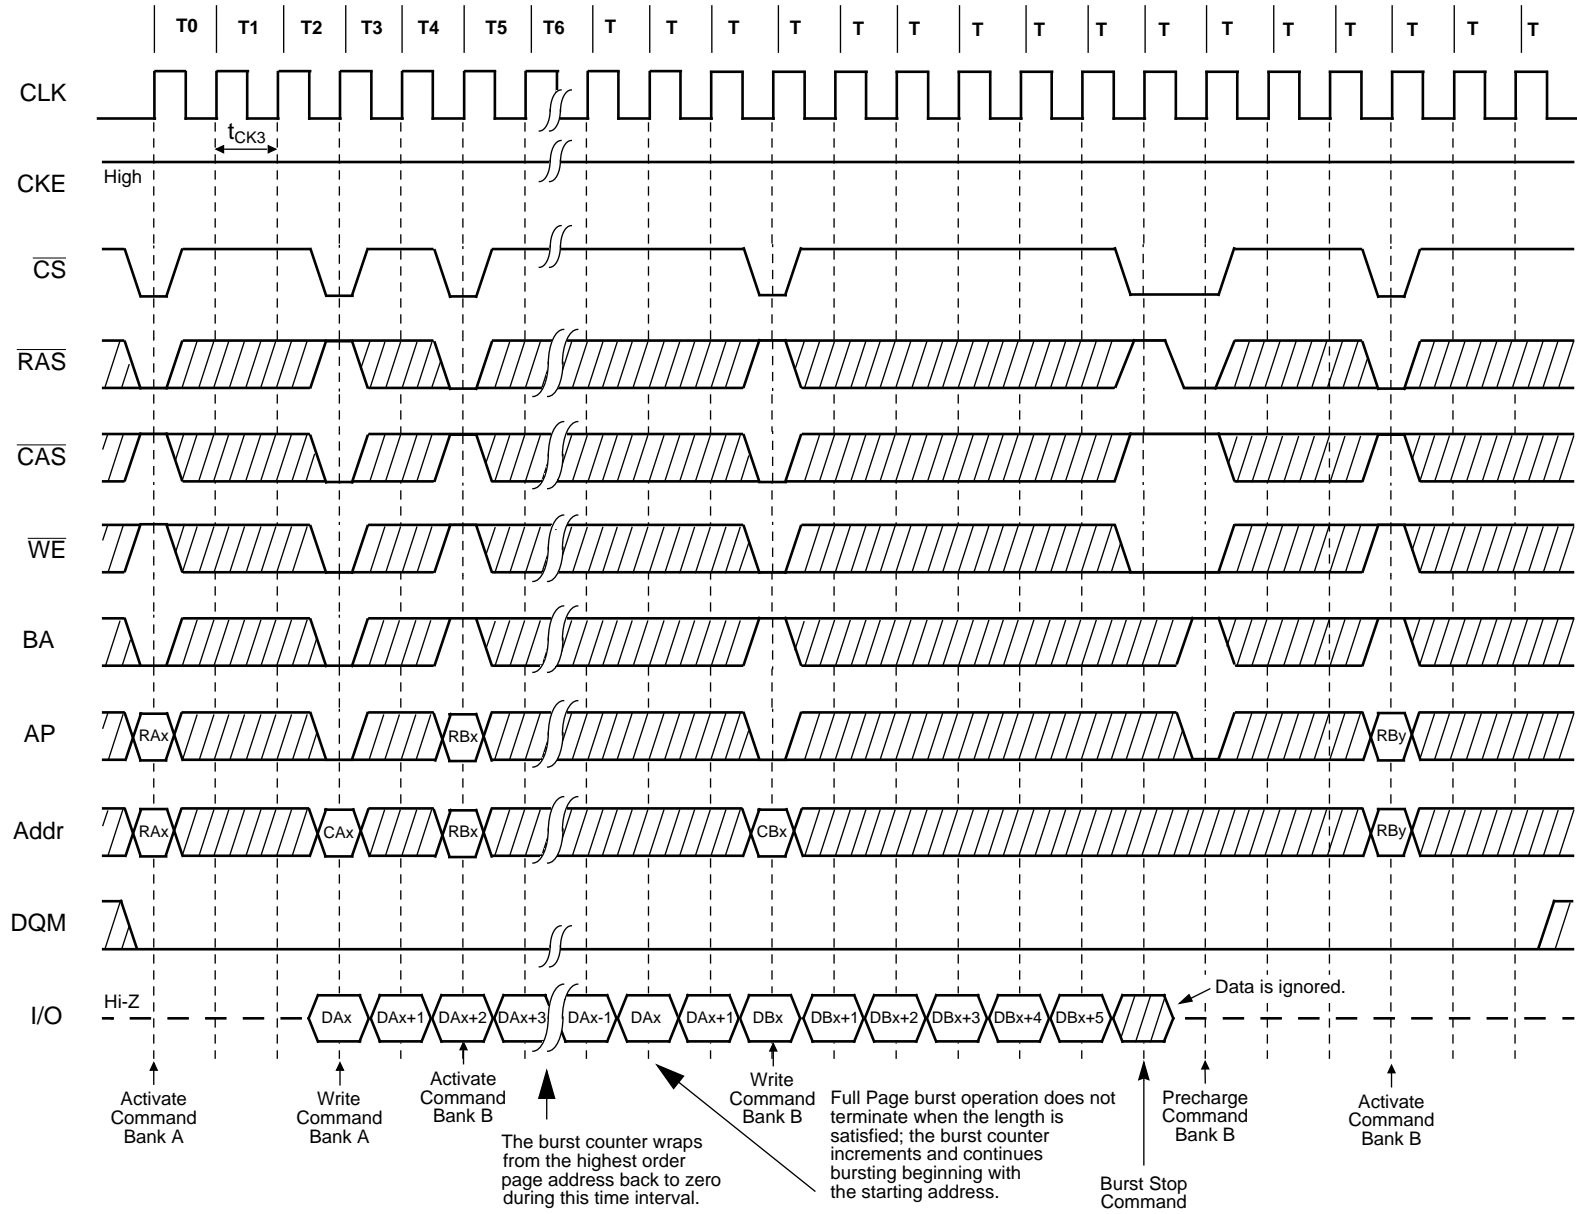 T0 T1 T2 T3 T4 T5 T6 T T T T T T T T T T T T T T T T
CLK
tCK3
CKE
High
CS
RAS
CAS
WE
BA
AP
RAx RBx RBy
Addr
RAx CAx RBx CBx RBy
DQM
I/O
Hi-Z
DAx DAx+1 DAx+2 DAx+3 DAx-1 DAx DAx+1 DBx DBx+1 DBx+2 DBx+3 DBx+4 DBx+5
Data is ignored.
Activate
Command
Bank A
Write
Command
Bank A
Activate
Command
Bank B
The burst counter wraps
from the highest order
page address back to zero
during this time interval.
Write
Command
Bank B
Full Page burst operation does not
terminate when the length is
satisfied; the burst counter
increments and continues
bursting beginning with
the starting address.
Burst Stop
Command
Precharge
Command
Bank B
Activate
Command
Bank B